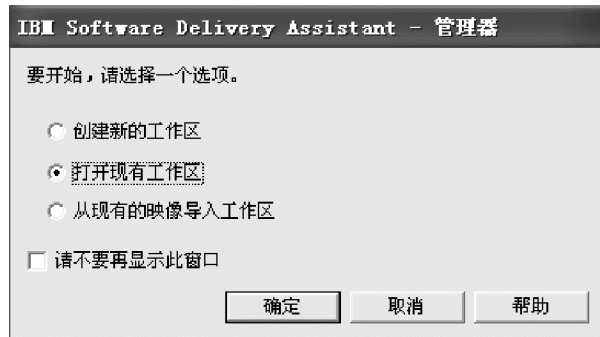 IBM Software Delivery Assistant - 管理器
要开始,请选择一个选项。
创建新的工作区
打开现有工作区
从现有的映像导入工作区
请不要再显示此窗口
确定 取消 帮助